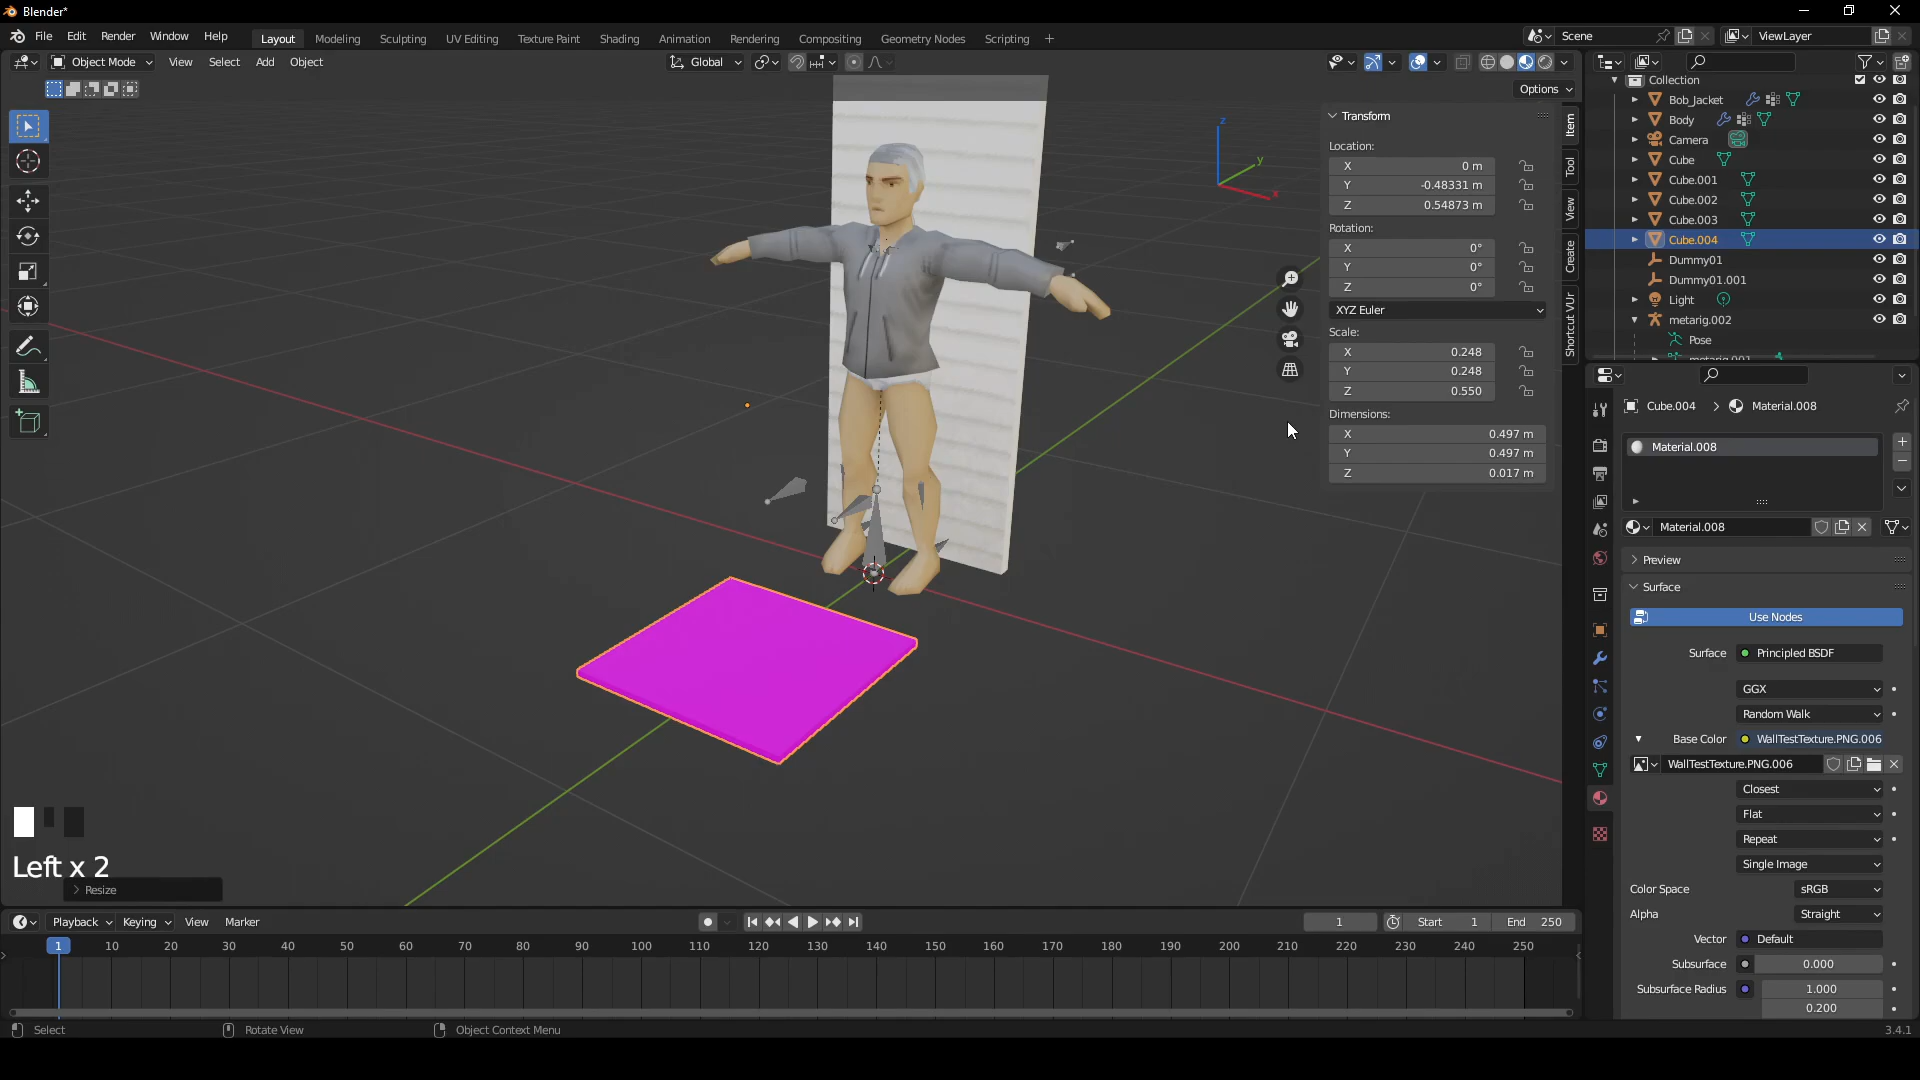 Blender*
File Edit Render Window Help
Layout Modeling Sculpting UV Editing Texture Paint Shading Animation Rendering Compositing Geometry Nodes Scripting +
Scene
ViewLayer
Object Mode View Select Add Object
Global
Options
Transform
Location:
X 0 m
Y -0.48331 m
Z 0.54873 m
Rotation:
X 0°
Y 0°
Z 0°
XYZ Euler
Scale:
X 0.248
Y 0.248
Z 0.550
Dimensions:
X 0.497 m
Y 0.497 m
Z 0.017 m
Item
Tool
View
Create
Shortcut VUr
z
y
x
Collection
Bob_Jacket
Body
Camera
Cube
Cube.001
Cube.002
Cube.003
Cube.004
Dummy01
Dummy01.001
Light
metarig.002
Pose
metarig.001
Cube.004 > Material.008
Material.008
Material.008
Preview
Surface
Use Nodes
Surface Principled BSDF
GGX
Random Walk
Base Color WallTestTexture.PNG.006
WallTestTexture.PNG.006
Closest
Flat
Repeat
Single Image
Color Space sRGB
Alpha Straight
Vector Default
Subsurface 0.000
Subsurface Radius 1.000
0.200
Left x 2
Resize
Playback Keying View Marker
1 Start 1 End 250
1 10 20 30 40 50 60 70 80 90 100 110 120 130 140 150 160 170 180 190 200 210 220 230 240 250
Select Rotate View Object Context Menu
3.4.1